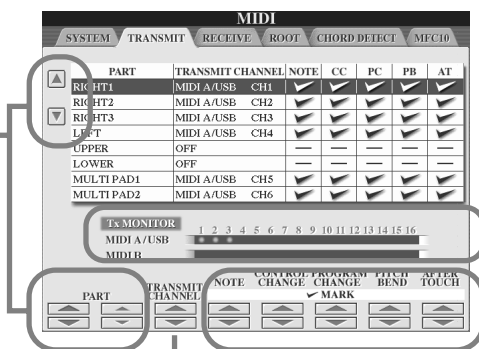 MIDI
SYSTEM TRANSMIT RECEIVE ROOT CHORD DETECT MFC10
PART TRANSMIT CHANNEL NOTE CC PC PB AT
RIGHT1 MIDI A/USB CH1
RIGHT2 MIDI A/USB CH2
RIGHT3 MIDI A/USB CH3
LEFT MIDI A/USB CH4
UPPER OFF — — — — —
LOWER OFF — — — — —
MULTI PAD1 MIDI A/USB CH5
MULTI PAD2 MIDI A/USB CH6
Tx MONITOR 1 2 3 4 5 6 7 8 9 10 11 12 13 14 15 16
MIDI A/USB
MIDI B
PART TRANSMIT CHANNEL NOTE CONTROL CHANGE PROGRAM CHANGE PITCH BEND AFTER TOUCH
MARK